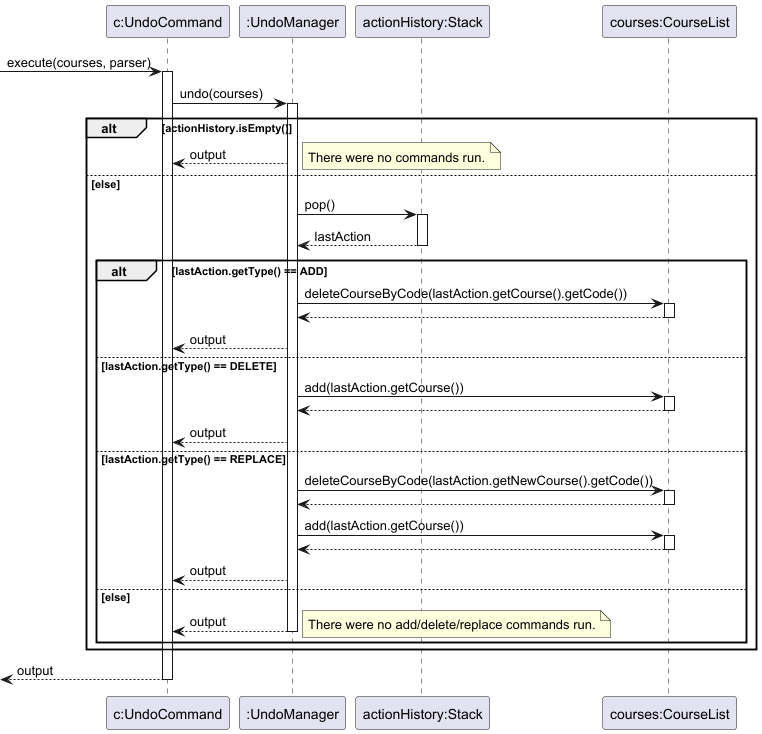 c:UndoCommand :UndoManager actionHistory:Stack courses:CourseList
execute(courses, parser)
undo(courses)
alt [actionHistory.isEmpty()]
output There were no commands run.
[else]
pop()
lastAction
alt [lastAction.getType() == ADD]
deleteCourseByCode(lastAction.getCourse().getCode())
output
[lastAction.getType() == DELETE]
add(lastAction.getCourse())
output
[lastAction.getType() == REPLACE]
deleteCourseByCode(lastAction.getNewCourse().getCode())
add(lastAction.getCourse())
output
[else]
output There were no add/delete/replace commands run.
output
c:UndoCommand :UndoManager actionHistory:Stack courses:CourseList